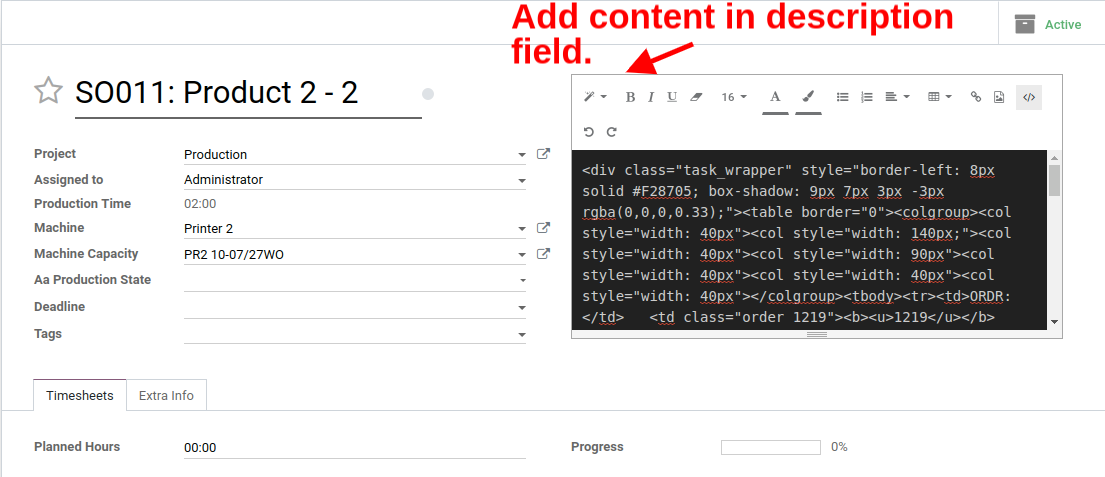 Add content in description
field.
Active
SO011: Product 2 - 2
16
A
B I U
</>
Project Production
Assigned to Administrator
Production Time 02:00
Machine Printer 2
Machine Capacity PR2 10-07/27WO
Aa Production State
Deadline
Tags
<div class="task_wrapper" style="border-left: 8px
solid #F28705; box-shadow: 9px 7px 3px -3px
rgba(0,0,0,0.33);"><table border="0"><colgroup><col
style="width: 40px"><col style="width: 140px;"><col
style="width: 40px"><col style="width: 90px"><col
style="width: 40px"><col style="width: 40px"><col
style="width: 40px"></colgroup><tbody><tr><td>ORDR:
</td> <td class="order 1219"><b><u>1219</u></b>
Timesheets Extra Info
Planned Hours 00:00
Progress 0%